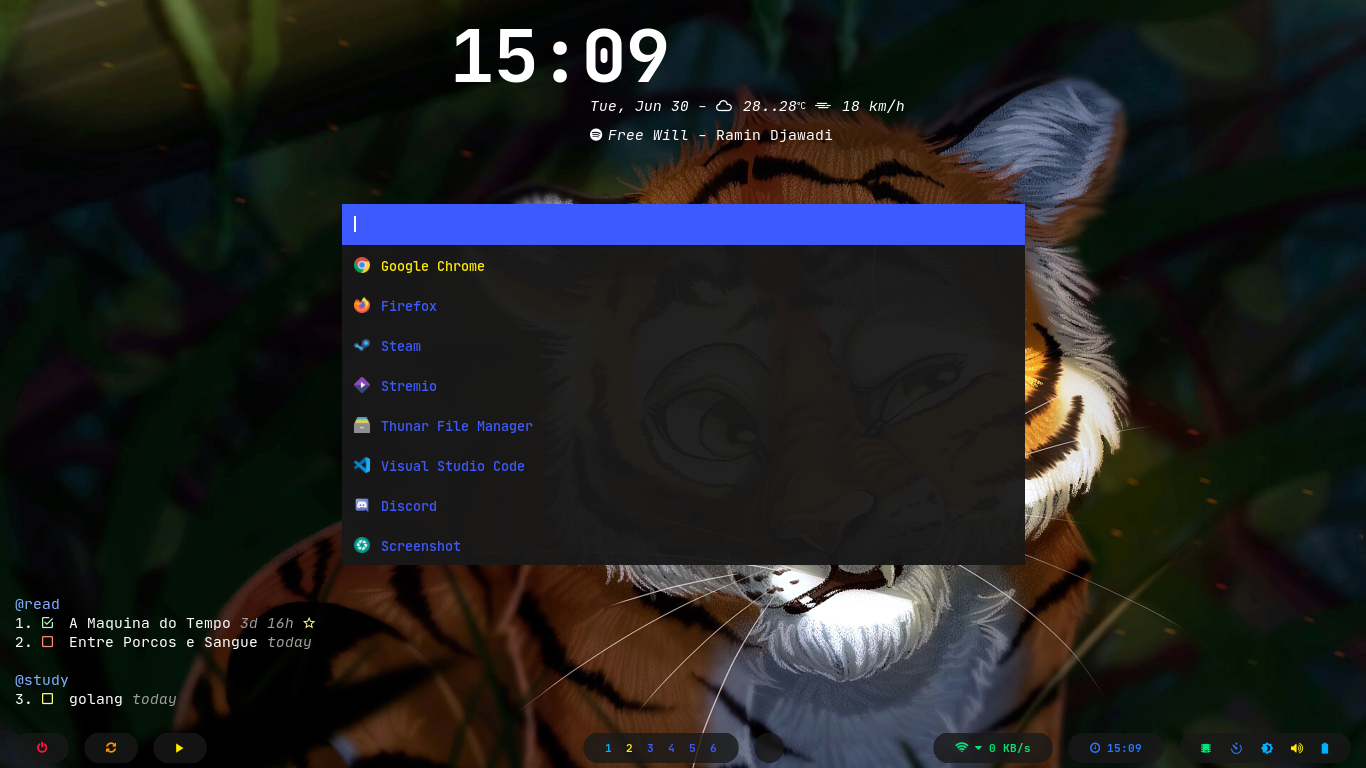 15:09
Tue, Jun 30 – 28..28°C 18 km/h
Free Will – Ramin Djawadi
Google Chrome
Firefox
Steam
Stremio
Thunar File Manager
Visual Studio Code
Discord
Screenshot
@read
1. A Maquina do Tempo 3d 16h
2. Entre Porcos e Sangue today
@study
3. golang today
1 2 3 4 5 6
0 KB/s
15:09